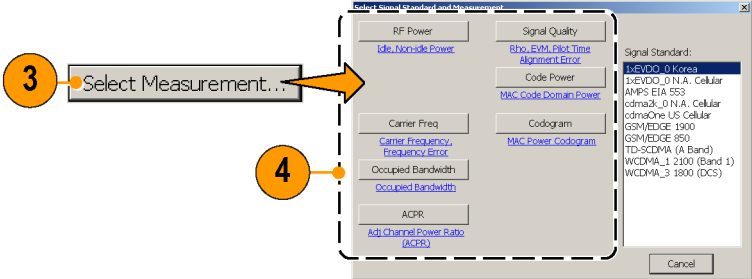 Select Signal Standard and Measurement
3
Select Measurement...
4
RF Power
Idle, Non-idle Power
Carrier Freq
Carrier Frequency,
Frequency Error
Occupied Bandwidth
Occupied Bandwidth
ACPR
Adj Channel Power Ratio
(ACPR)
Signal Quality
Rho, EVM, Pilot Time
Alignment Error
Code Power
MAC Code Domain Power
Codogram
MAC Power Codogram
Signal Standard:
1xEVDO_0 Korea
1xEVDO_0 N.A. Cellular
AMPS EIA 553
cdma2k_0 N.A. Cellular
cdmaOne US Cellular
GSM/EDGE 1900
GSM/EDGE 850
TD-SCDMA (A Band)
WCDMA_1 2100 (Band 1)
WCDMA_3 1800 (DCS)
Cancel